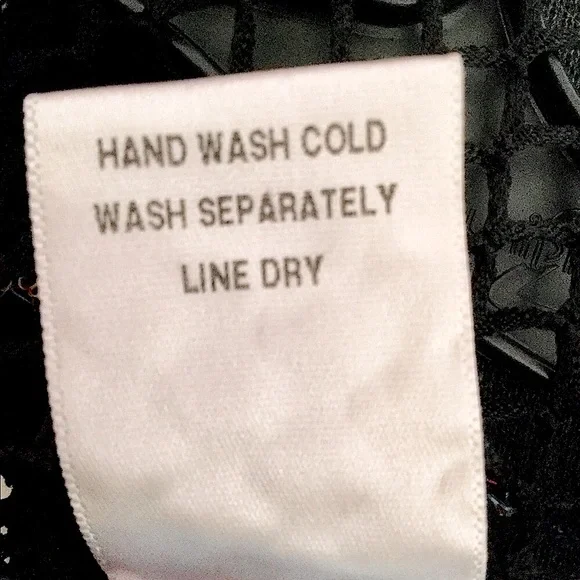 HAND WASH COLD
WASH SEPARATELY
LINE DRY